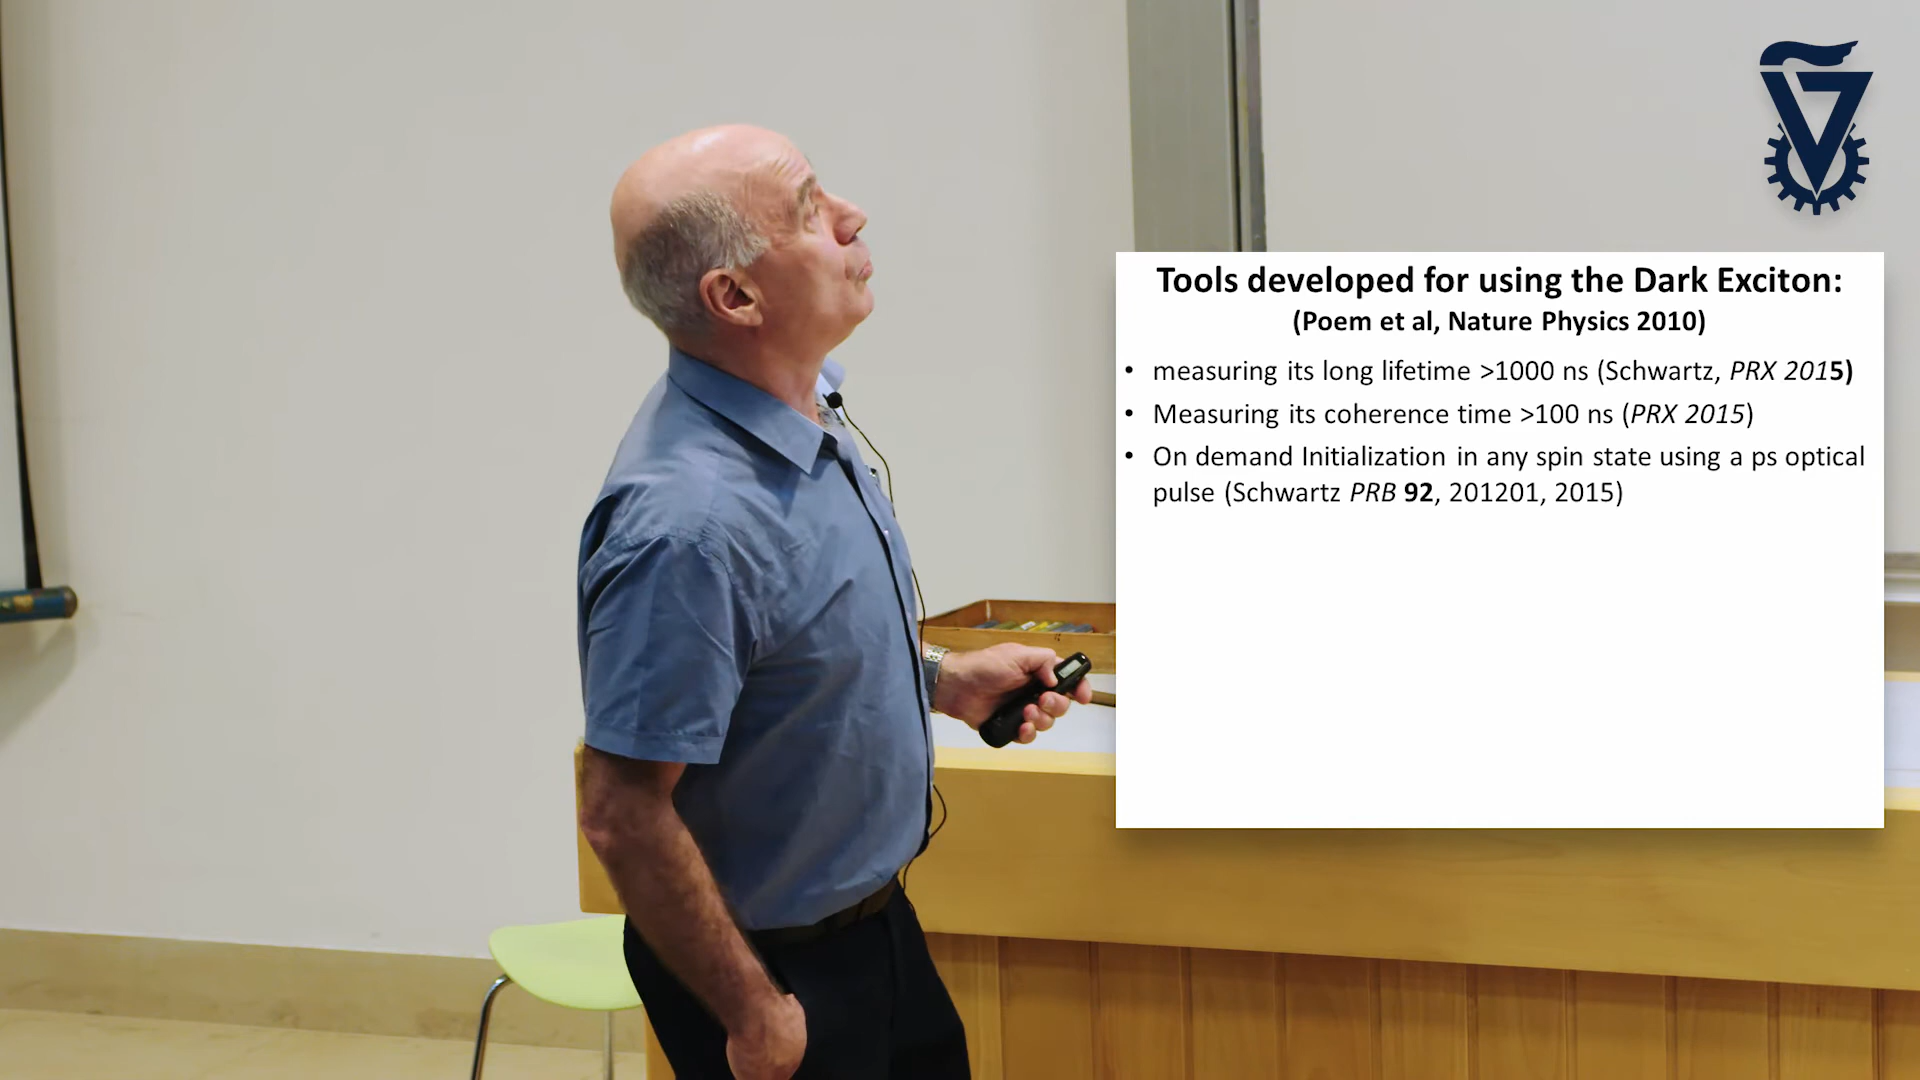 Tools developed for using the Dark Exciton:
(Poem et al, Nature Physics 2010)
• measuring its long lifetime >1000 ns (Schwartz, PRX 2015)
• Measuring its coherence time >100 ns (PRX 2015)
• On demand Initialization in any spin state using a ps optical
pulse (Schwartz PRB 92, 201201, 2015)